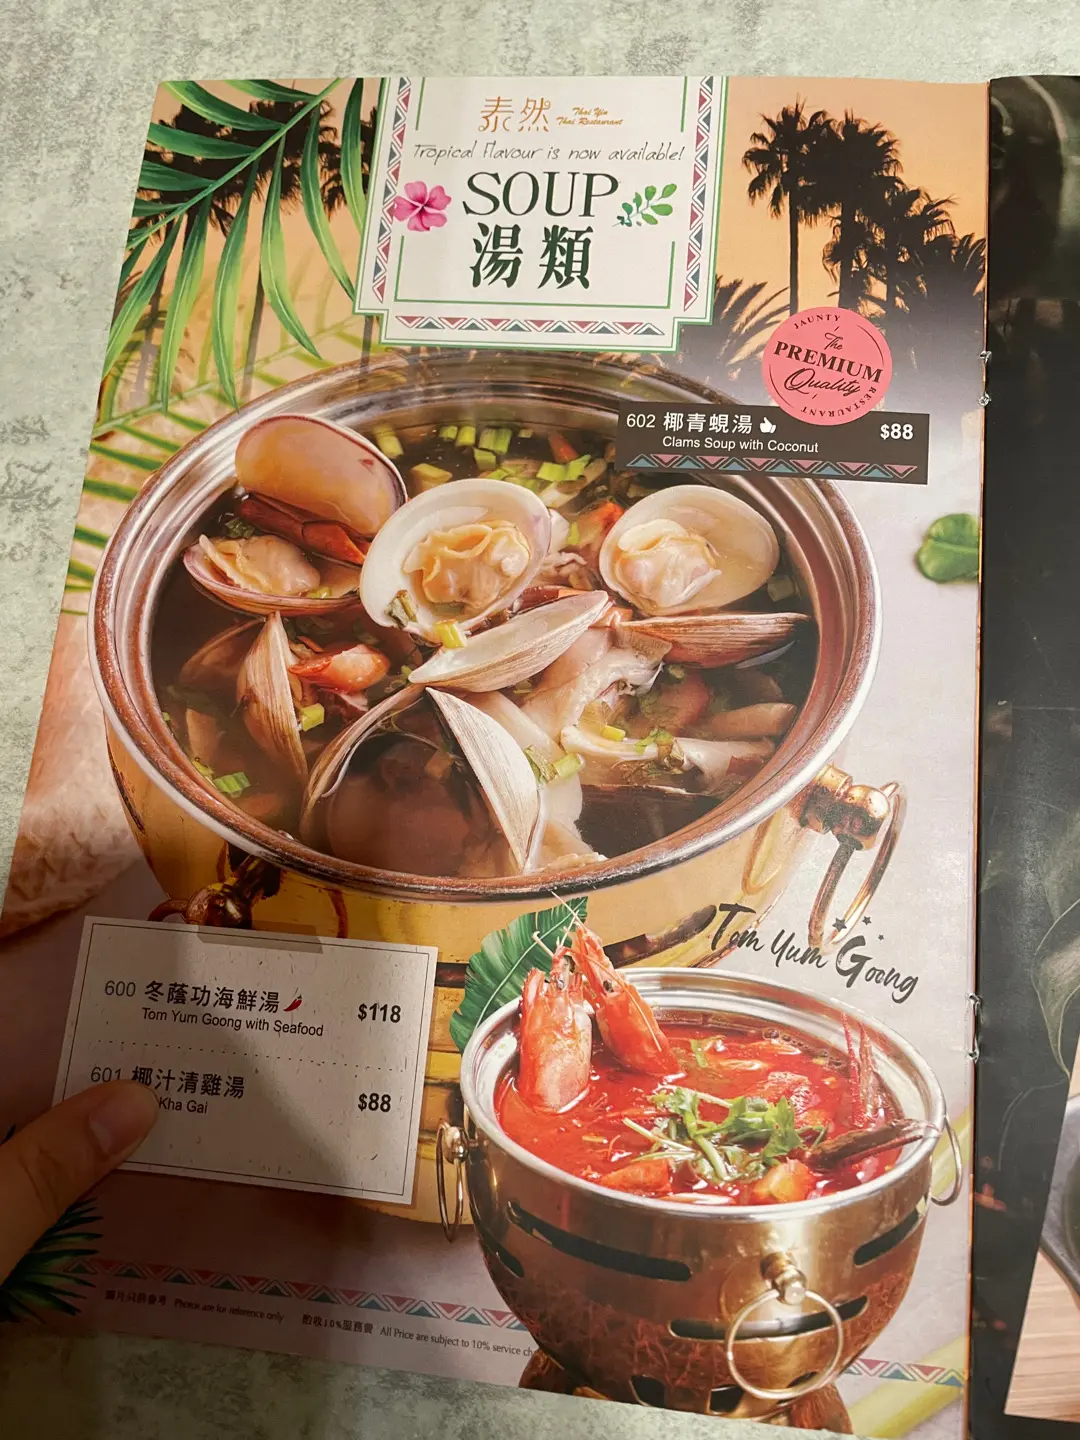 泰然 Thai Yin
Thai Restaurant
Tropical Flavour is now available!
SOUP
湯類
JAUNTY
The
PREMIUM
Quality
RESTAURANT
602 椰青蜆湯 $88
Clams Soup with Coconut
Tom Yum Goong
600 冬蔭功海鮮湯 $118
Tom Yum Goong with Seafood
601 椰汁清雞湯 $88
Kha Gai
圖片只供參考 Photos are for reference only 酌收10%服務費 All Price are subject to 10% service